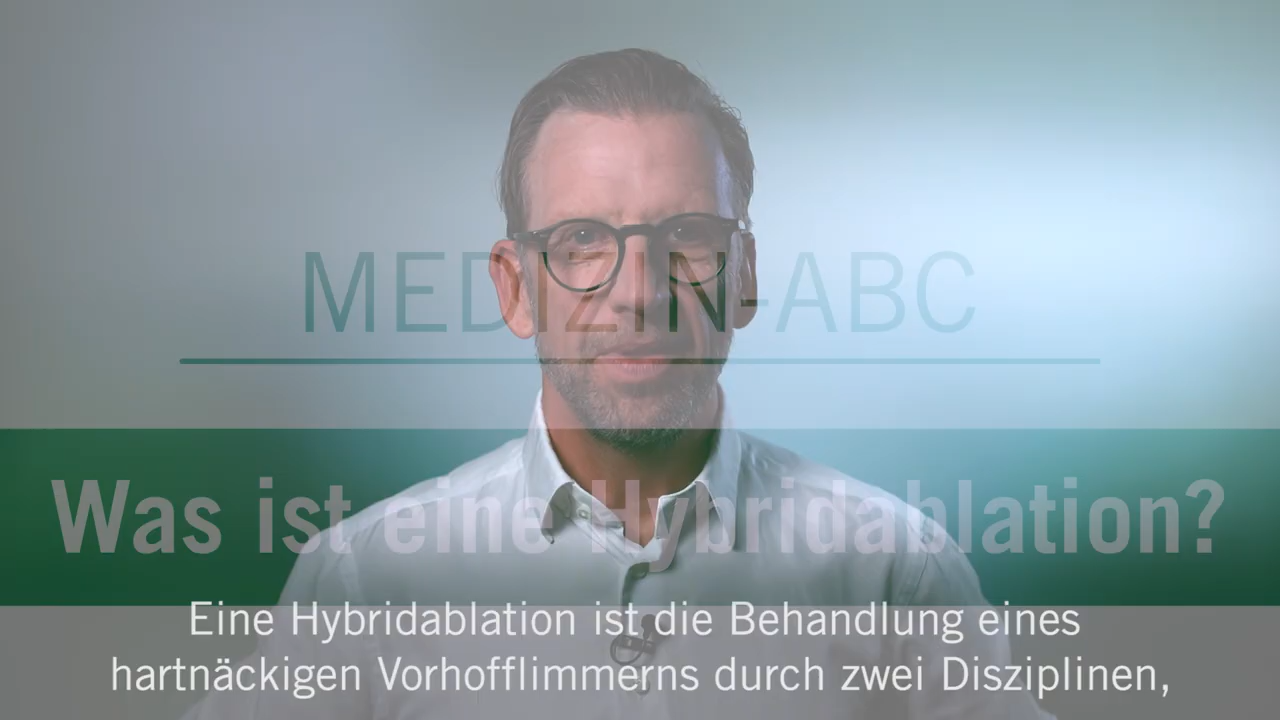 MEDIZIN-ABC
Was ist eine Hybridablation?
Eine Hybridablation ist die Behandlung eines
hartnäckigen Vorhofflimmerns durch zwei Disziplinen,